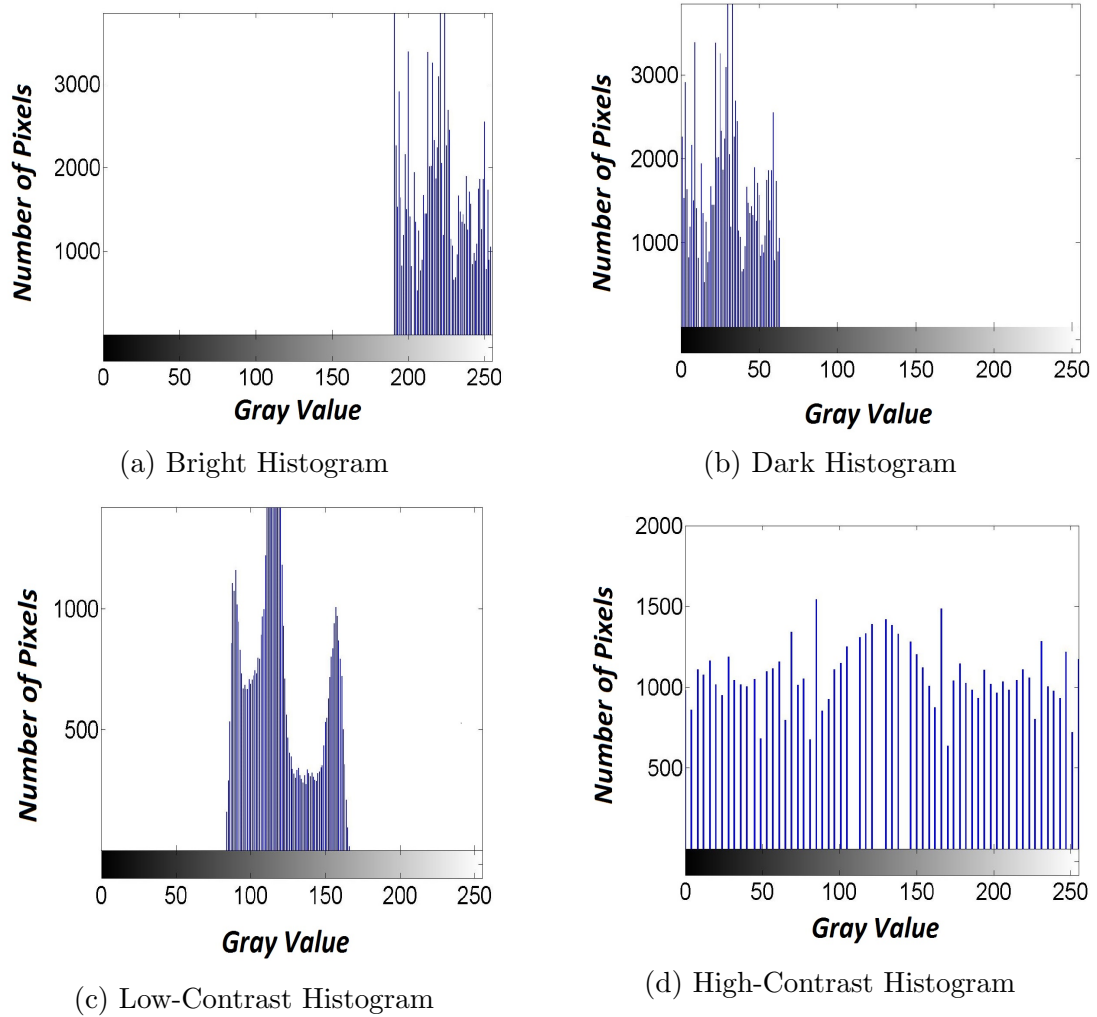 Number of Pixels
3000
2000
1000
0 50 100 150 200 250
Gray Value
(a) Bright Histogram
Number of Pixels
3000
2000
1000
0 50 100 150 200 250
Gray Value
(b) Dark Histogram
Number of Pixels
1000
500
0 50 100 150 200 250
Gray Value
(c) Low-Contrast Histogram
Number of Pixels
2000
1500
1000
500
0 50 100 150 200 250
Gray Value
(d) High-Contrast Histogram